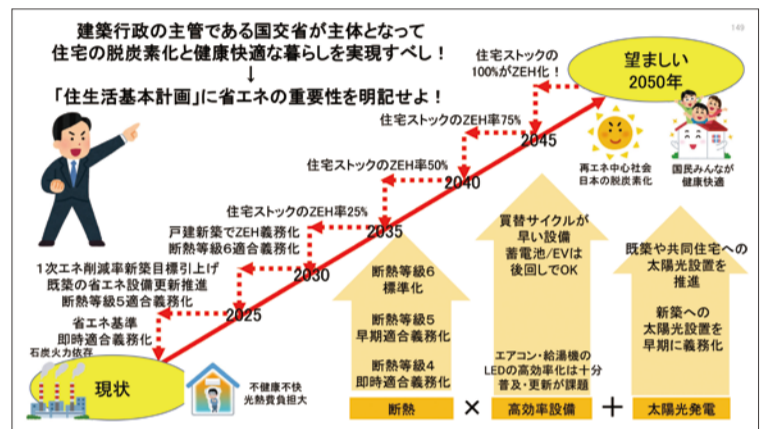 149
建築行政の主管である国交省が主体となって
住宅の脱炭素化と健康快適な暮らしを実現すべし！
↓
「住生活基本計画」に省エネの重要性を明記せよ！
住宅ストックの
100%がZEH化！
望ましい
2050年
住宅ストックのZEH率75%
2045
再エネ中心社会
日本の脱炭素化
国民みんなが
健康快適
住宅ストックのZEH率50%
2040
住宅ストックのZEH率25%
2035
戸建新築でZEH義務化
断熱等級6適合義務化
2030
1次エネ削減率新築目標引上げ
既築の省エネ設備更新推進
断熱等級5適合義務化
2025
省エネ基準
即時適合義務化
石炭火力依存
現状
不健康不快
光熱費負担大
断熱等級6
標準化
断熱等級5
早期適合義務化
断熱等級4
即時適合義務化
断熱
×
買替サイクルが
早い設備
蓄電池/EVは
後回しでOK
エアコン・給湯機の
LEDの高効率化は十分
普及・更新が課題
高効率設備
＋
既築や共同住宅への
太陽光設置を
推進
新築への
太陽光設置を
早期に義務化
太陽光発電